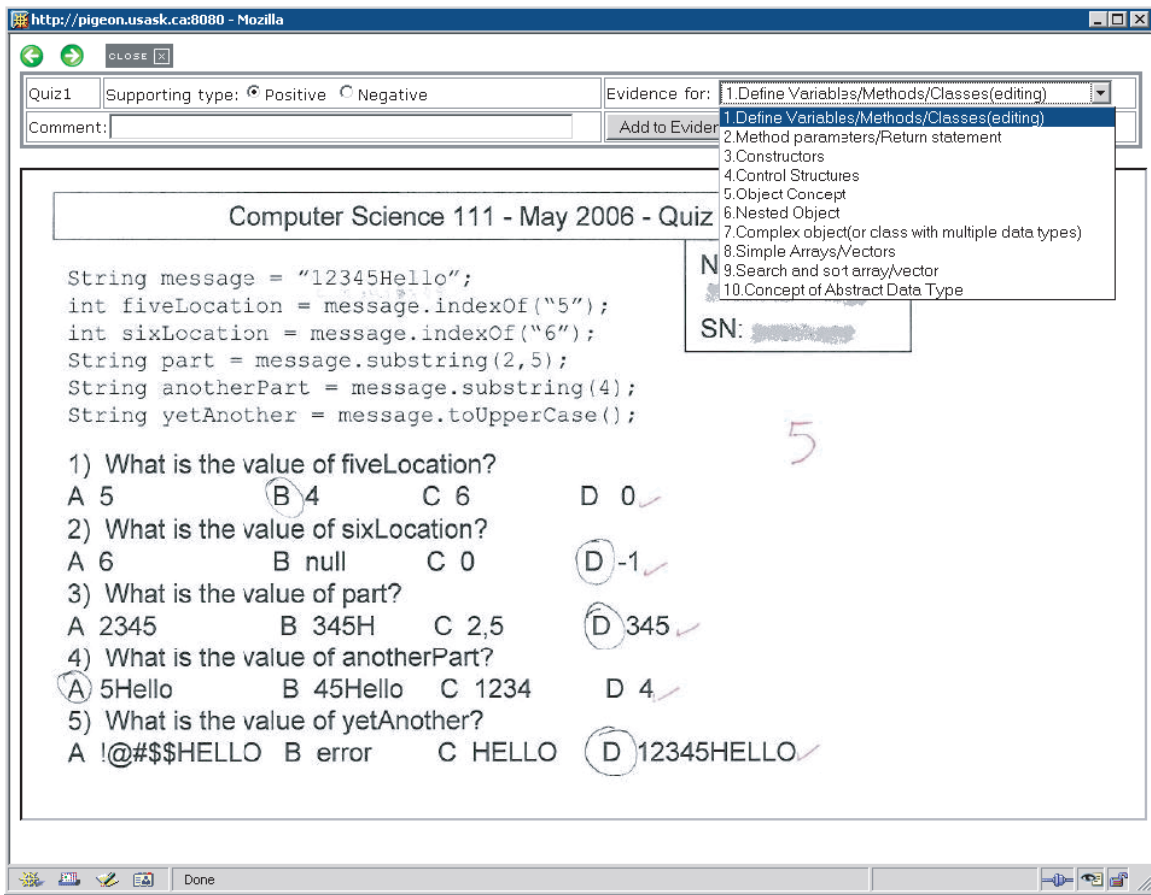 http://pigeon.usask.ca:8080 - Mozilla
CLOSE X
Quiz1 Supporting type: Positive Negative Evidence for: 1.Define Variables/Methods/Classes(editing)
Comment: Add to Eviden
1.Define Variables/Methods/Classes(editing)
2.Method parameters/Return statement
3.Constructors
4.Control Structures
5.Object Concept
6.Nested Object
7.Complex object(or class with multiple data types)
8.Simple Arrays/Vectors
9.Search and sort array/vector
10.Concept of Abstract Data Type
Computer Science 111 - May 2006 - Quiz
N
SN:
String message = "12345Hello";
int fiveLocation = message.indexOf("5");
int sixLocation = message.indexOf("6");
String part = message.substring(2,5);
String anotherPart = message.substring(4);
String yetAnother = message.toUpperCase();
5
1) What is the value of fiveLocation?
A 5 B 4 C 6 D 0
2) What is the value of sixLocation?
A 6 B null C 0 D -1
3) What is the value of part?
A 2345 B 345H C 2,5 D 345
4) What is the value of anotherPart?
A 5Hello B 45Hello C 1234 D 4
5) What is the value of yetAnother?
A !@#$$HELLO B error C HELLO D 12345HELLO
Done